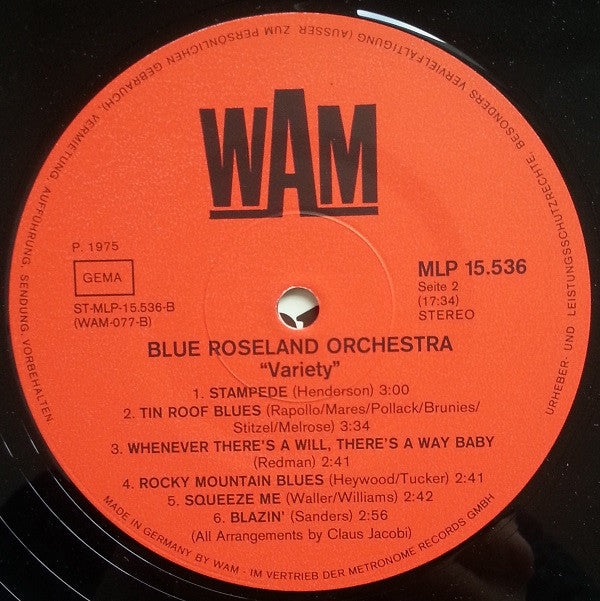 WAM
P. 1975
GEMA
ST-MLP-15.536-B
(WAM-077-B)
MLP 15.536
Seite 2
(17:34)
STEREO
BLUE ROSELAND ORCHESTRA
"Variety"
1. STAMPEDE (Henderson) 3:00
2. TIN ROOF BLUES (Rapollo/Mares/Pollack/Brunies/
Stitzel/Melrose) 3:34
3. WHENEVER THERE'S A WILL, THERE'S A WAY BABY
(Redman) 2:41
4. ROCKY MOUNTAIN BLUES (Heywood/Tucker) 2:41
5. SQUEEZE ME (Waller/Williams) 2:42
6. BLAZIN' (Sanders) 2:56
(All Arrangements by Claus Jacobi)
MADE IN GERMANY BY WAM - IM VERTRIEB DER METRONOME RECORDS GMBH
URHEBER- UND LEISTUNGSSCHUTZRECHTE, BESONDERS VERVIELFÄLTIGUNG (AUSSER ZUM PERSÖNLICHEN GEBRAUCH), VERMIETUNG, AUFFÜHRUNG, SENDUNG, VORBEHALTEN